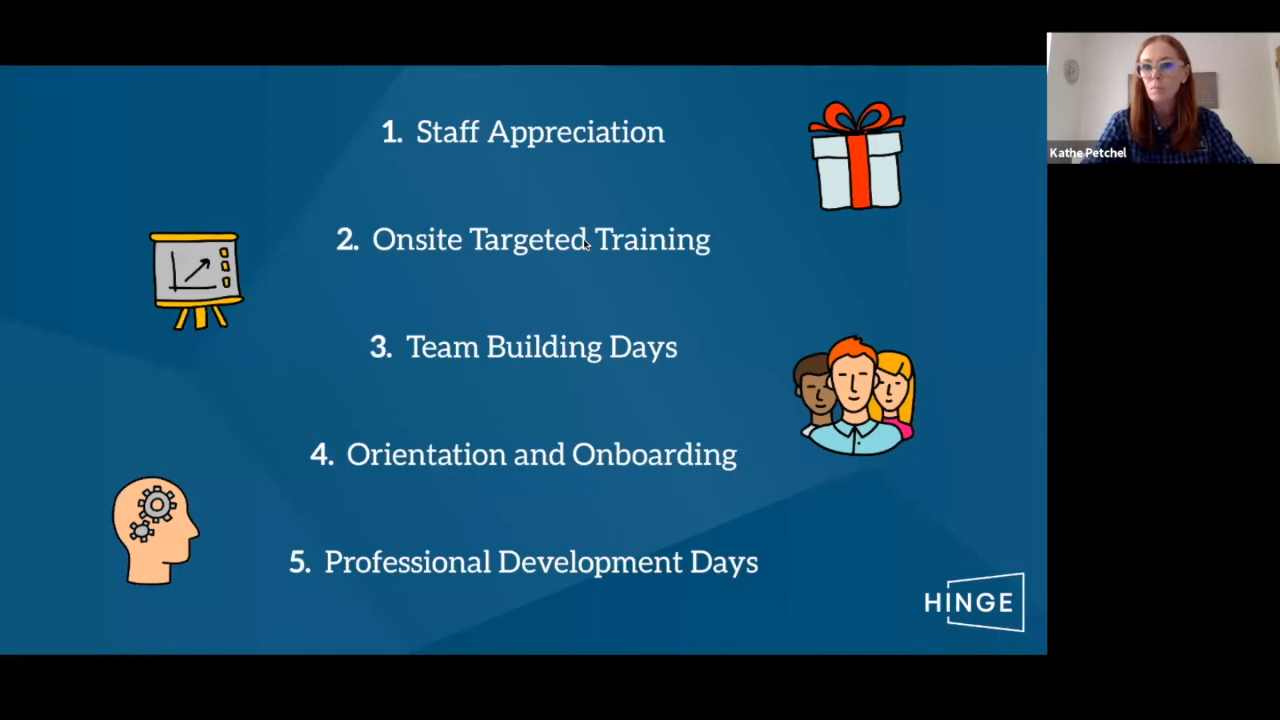 1. Staff Appreciation
2. Onsite Targeted Training
3. Team Building Days
4. Orientation and Onboarding
5. Professional Development Days
HINGE
Kathe Petchel